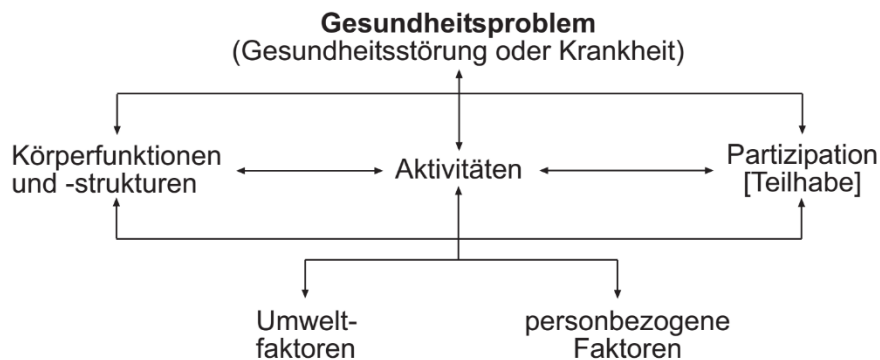 Gesundheitsproblem
(Gesundheitsstörung oder Krankheit)
Körperfunktionen
und -strukturen
Aktivitäten
Partizipation
[Teilhabe]
Umwelt-
faktoren
personbezogene
Faktoren